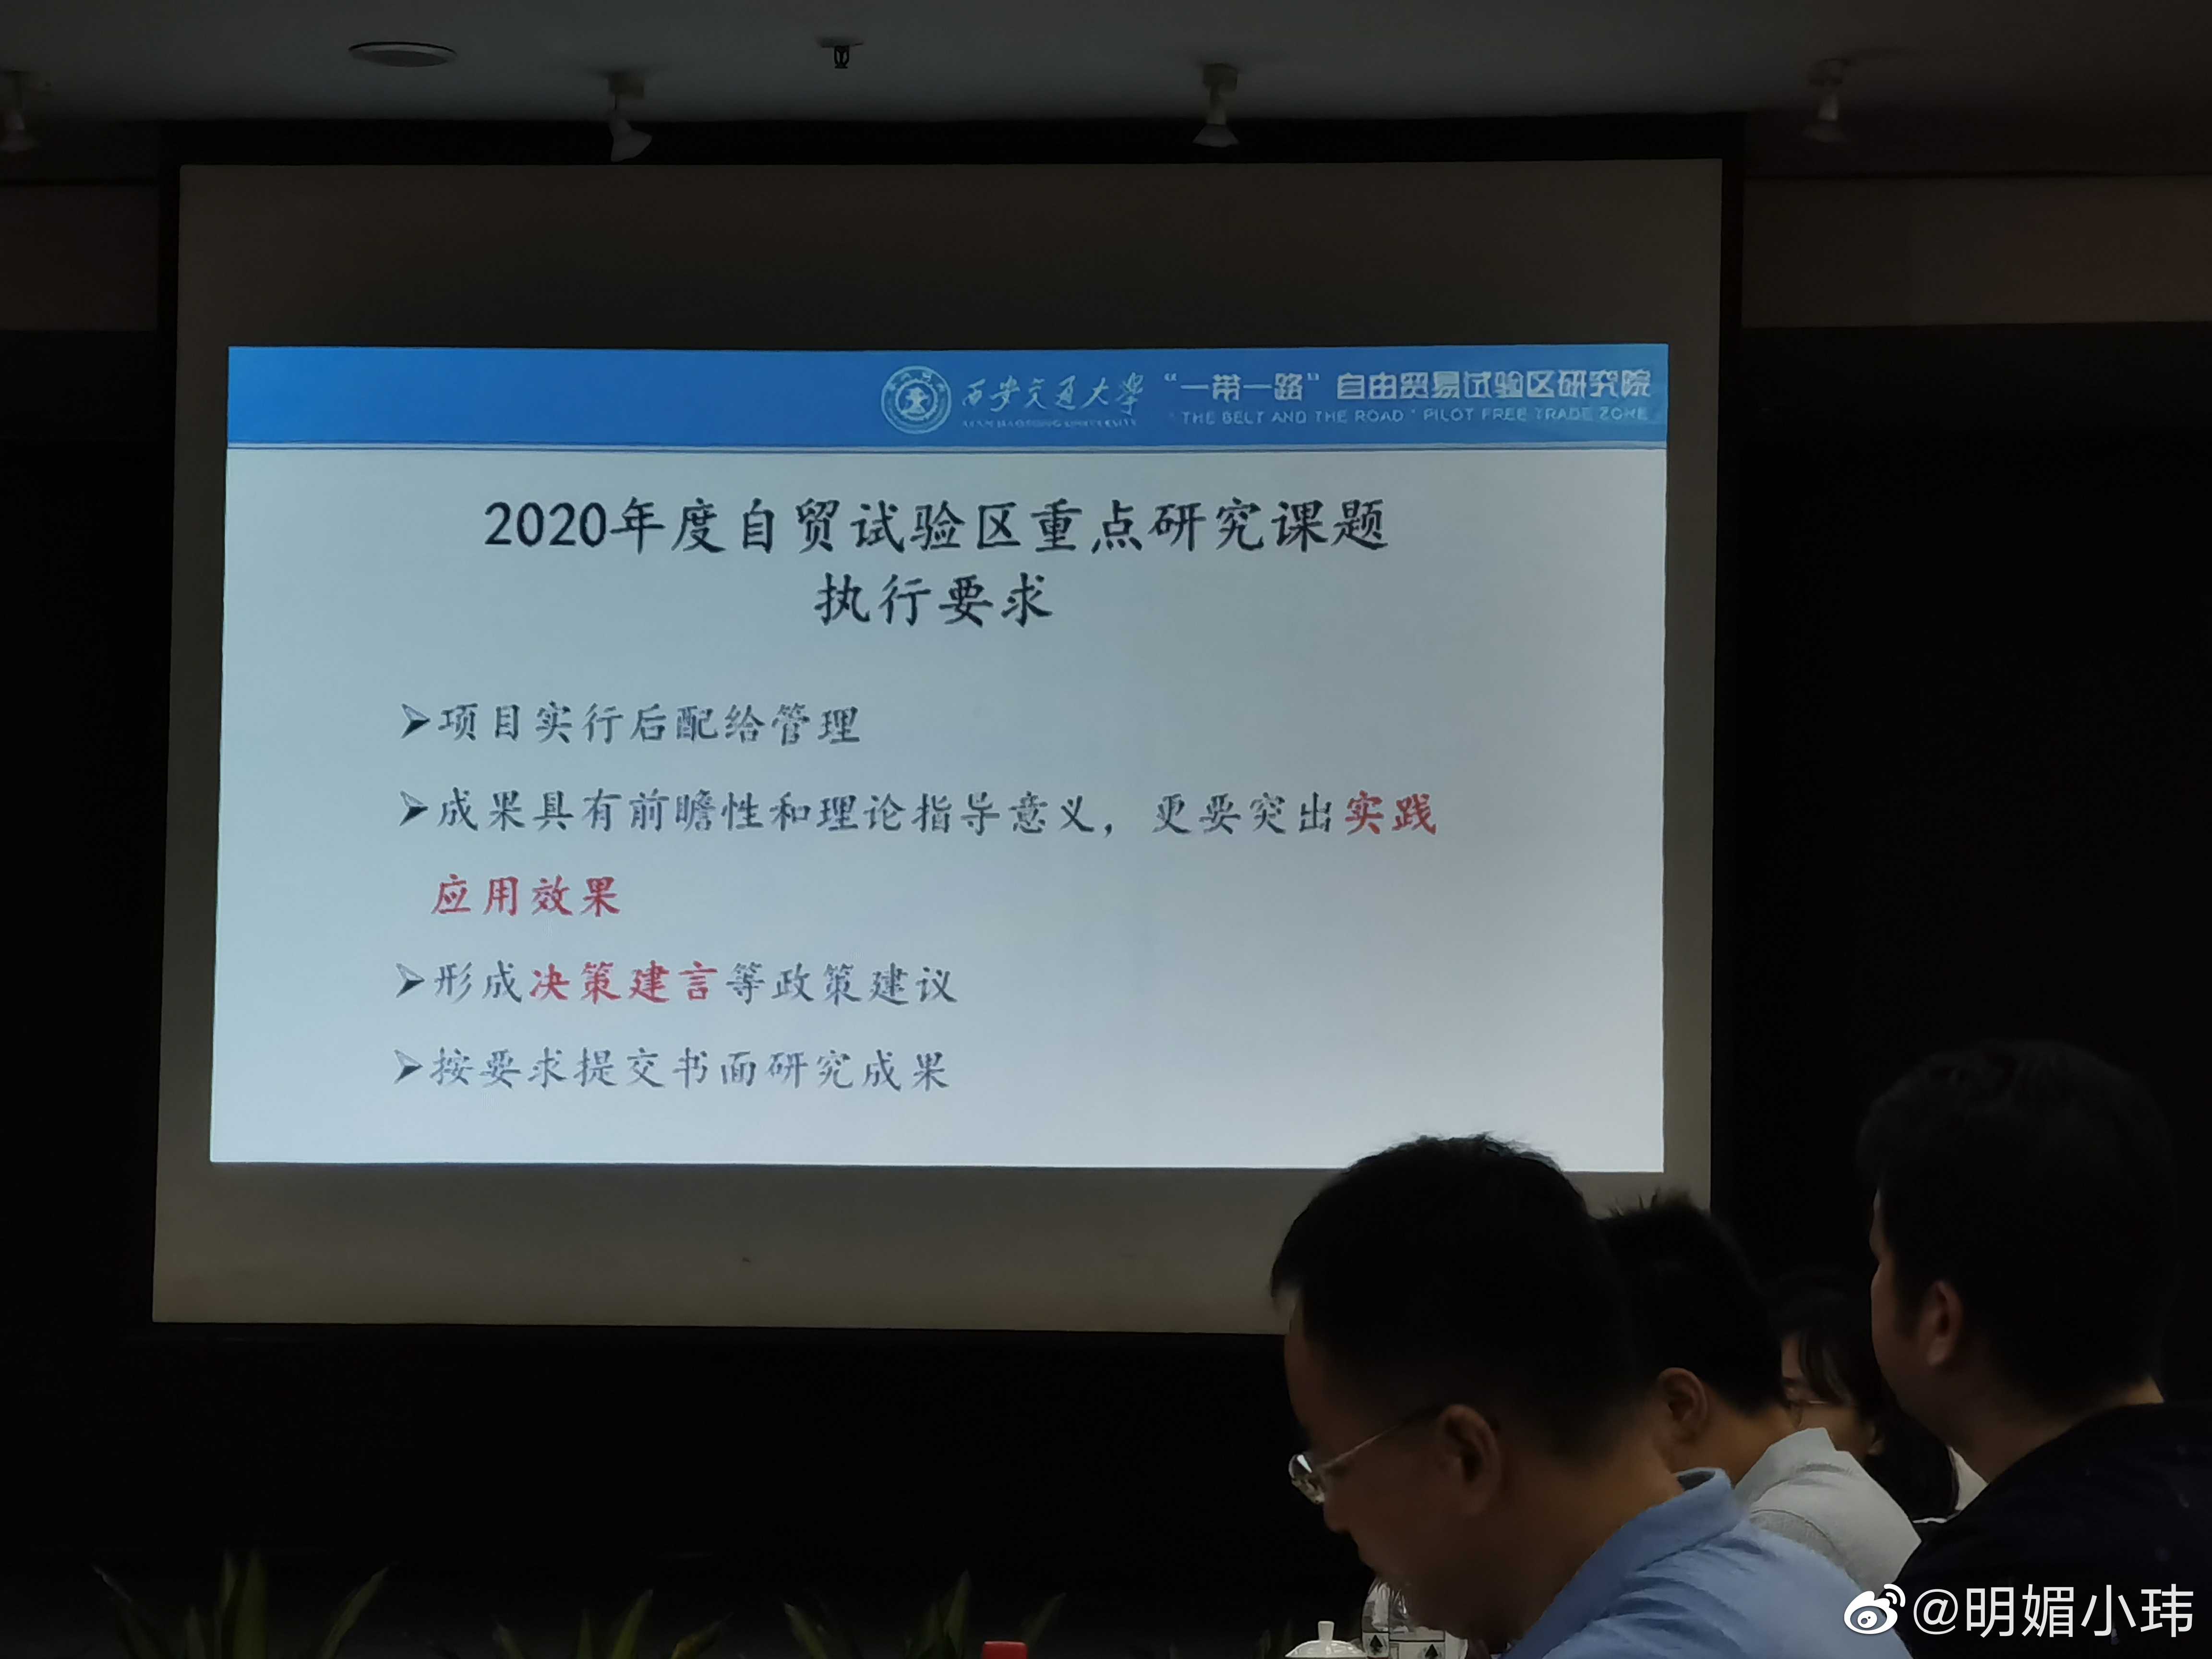 西安交通大学 “一带一路”自由贸易试验区研究院
XI'AN JIAOTONG UNIVERSITY “THE BELT AND THE ROAD” PILOT FREE TRADE ZONE
2020年度自贸试验区重点研究课题
执行要求
➢项目实行后配给管理
➢成果具有前瞻性和理论指导意义，更要突出实践
应用效果
➢形成决策建言等政策建议
➢按要求提交书面研究成果
@明媚小玮